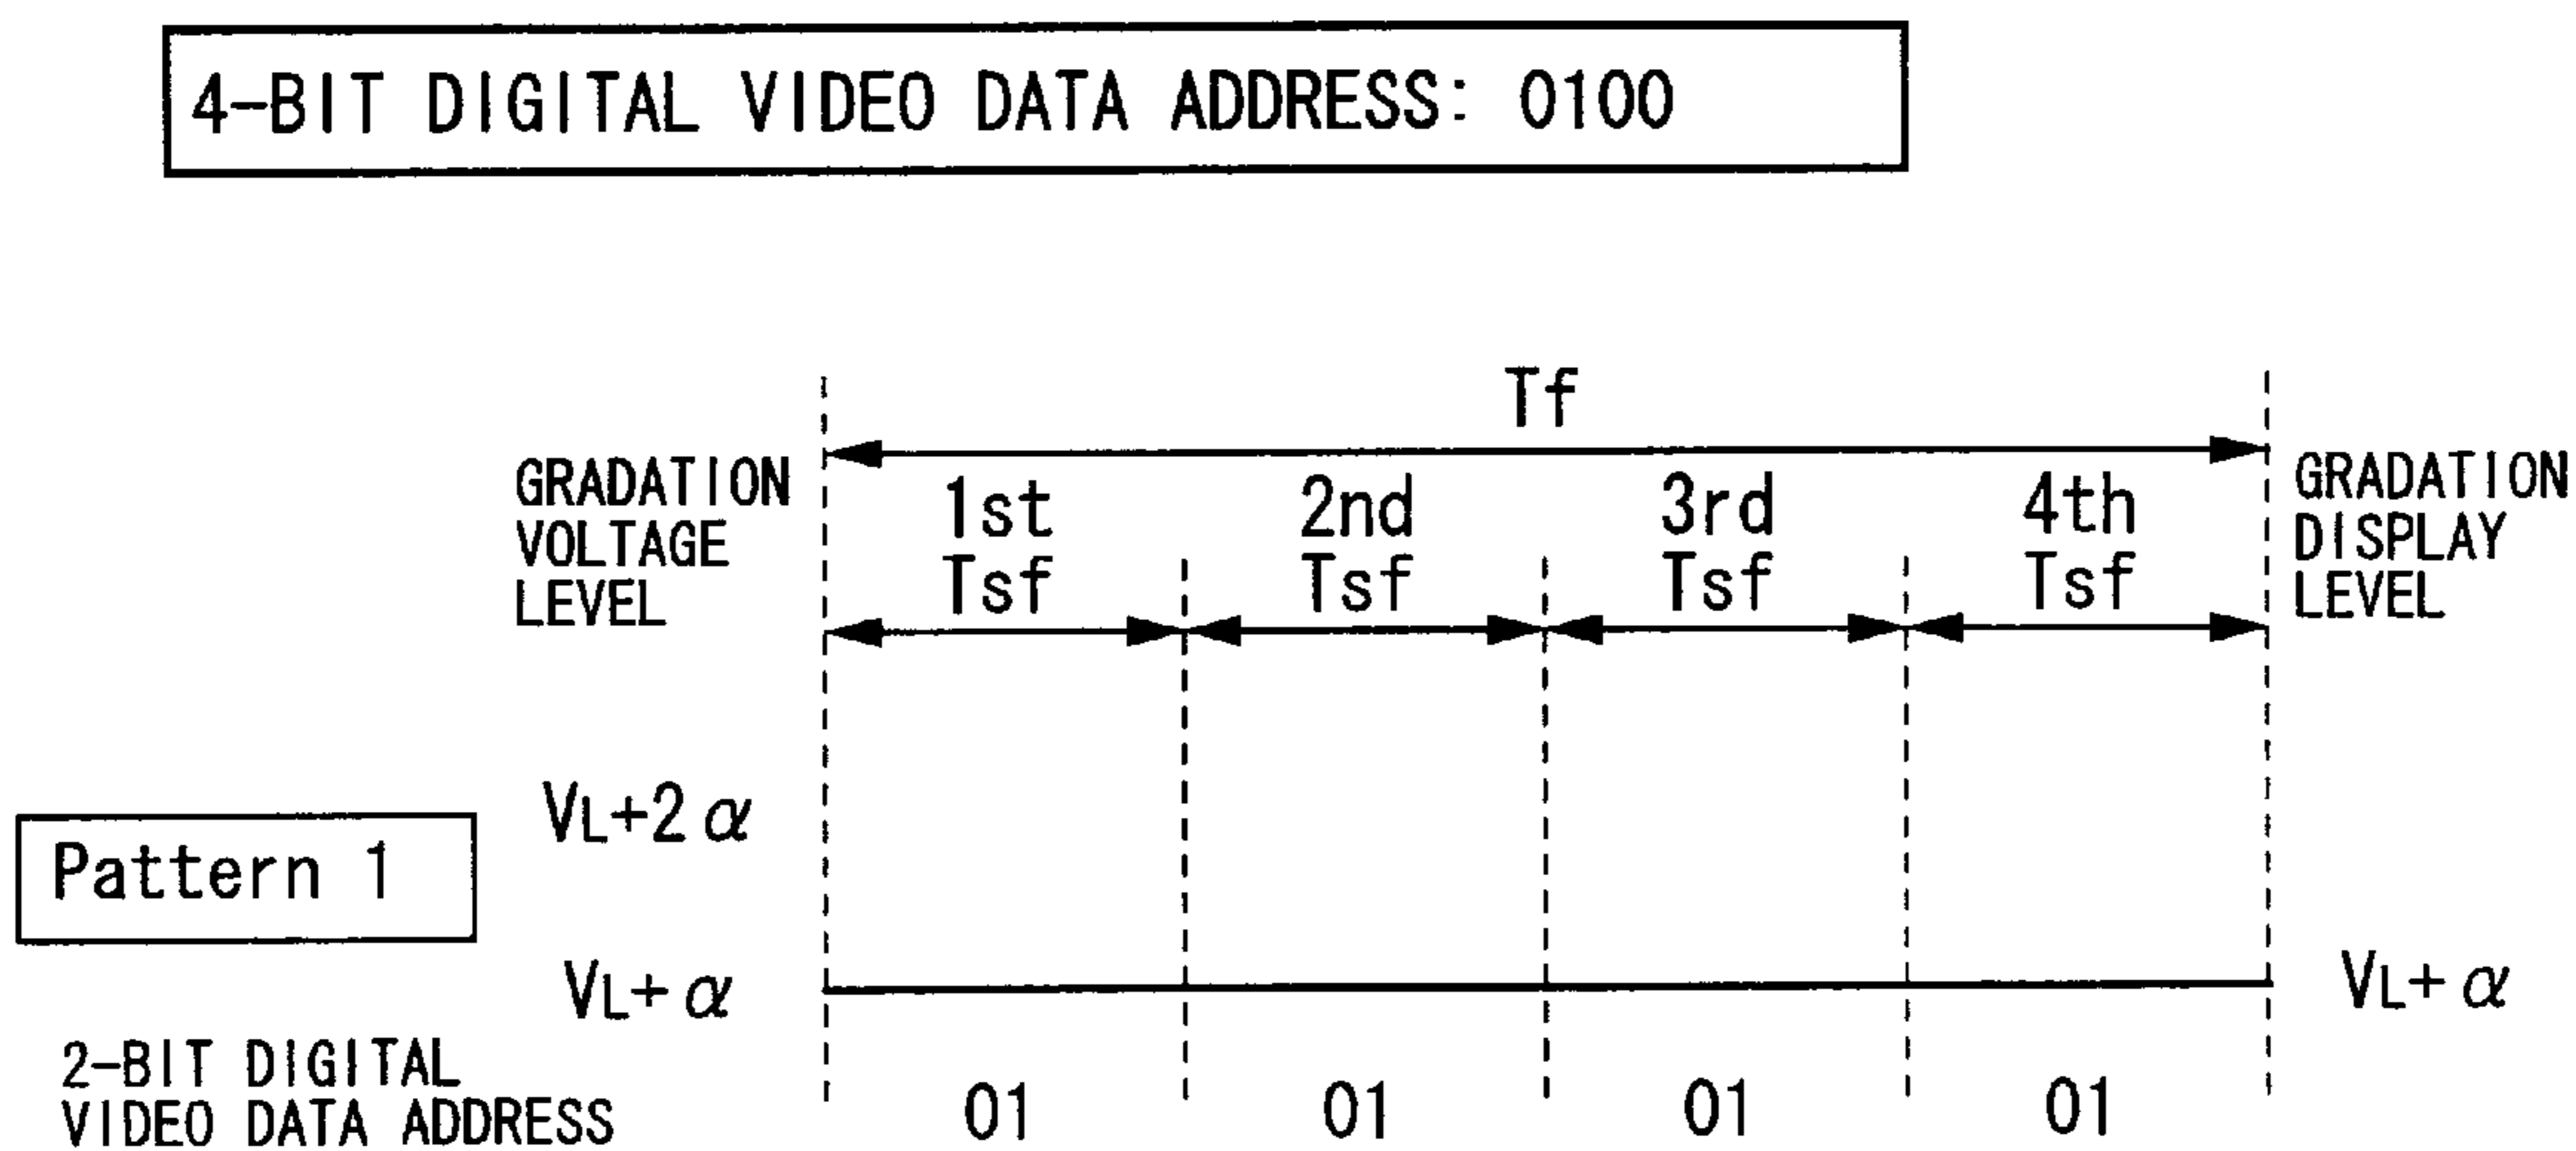 4-BIT DIGITAL VIDEO DATA ADDRESS: 0100
Tf
GRADATION
VOLTAGE
LEVEL
1st
Tsf
2nd
Tsf
3rd
Tsf
4th
Tsf
GRADATION
DISPLAY
LEVEL
VL+2α
Pattern 1
VL+α
VL+α
2-BIT DIGITAL
VIDEO DATA ADDRESS
01 01 01 01